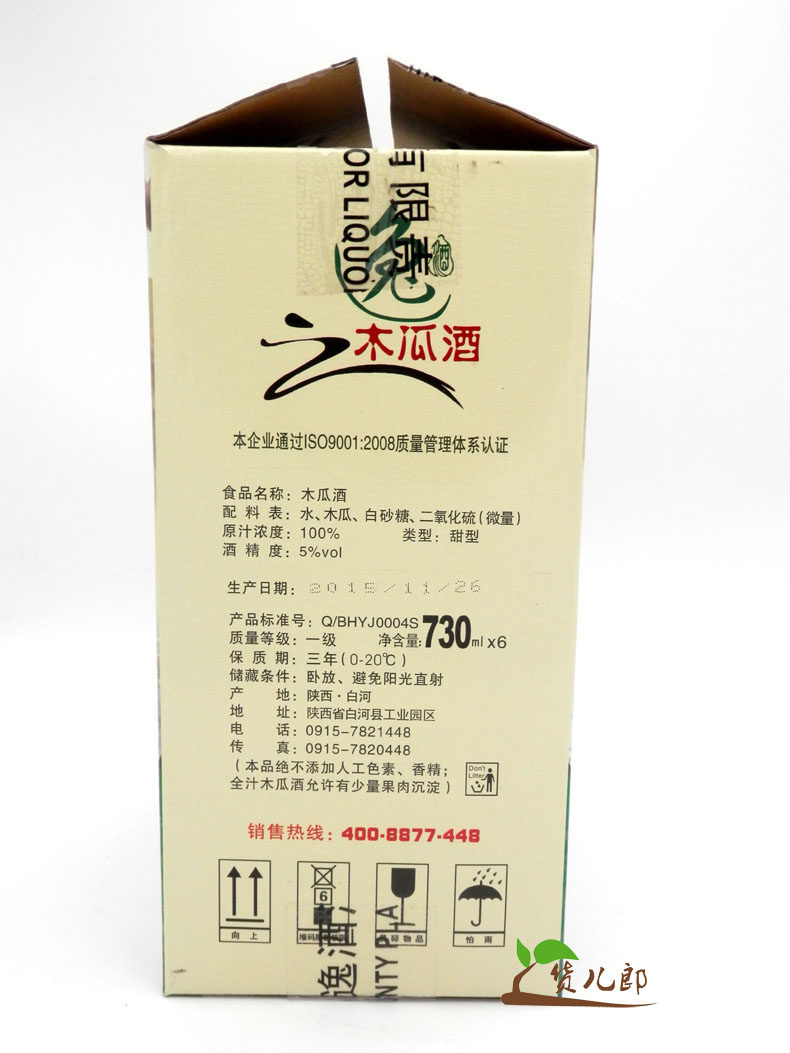 有限责
OR LIQUO
逸
酒
之木瓜酒
本企业通过ISO9001:2008质量管理体系认证
食品名称：木瓜酒
配 料 表：水、木瓜、白砂糖、二氧化硫(微量)
原汁浓度：100% 类型：甜型
酒 精 度：5%vol
生产日期：2015/11/26
产品标准号：Q/BHYJ0004S
质量等级：一级 净含量:730ml x6
保 质 期：三年(0-20℃)
储藏条件：卧放、避免阳光直射
产 地：陕西·白河
地 址：陕西省白河县工业园区
电 话：0915-7821448
传 真：0915-7820448
(本品绝不添加人工色素、香精；
全汁木瓜酒允许有少量果肉沉淀)
Don't
Litter
销售热线：400-8877-448
6
向上
碎物品
怕雨
逸酒
NTY P A
货儿郎